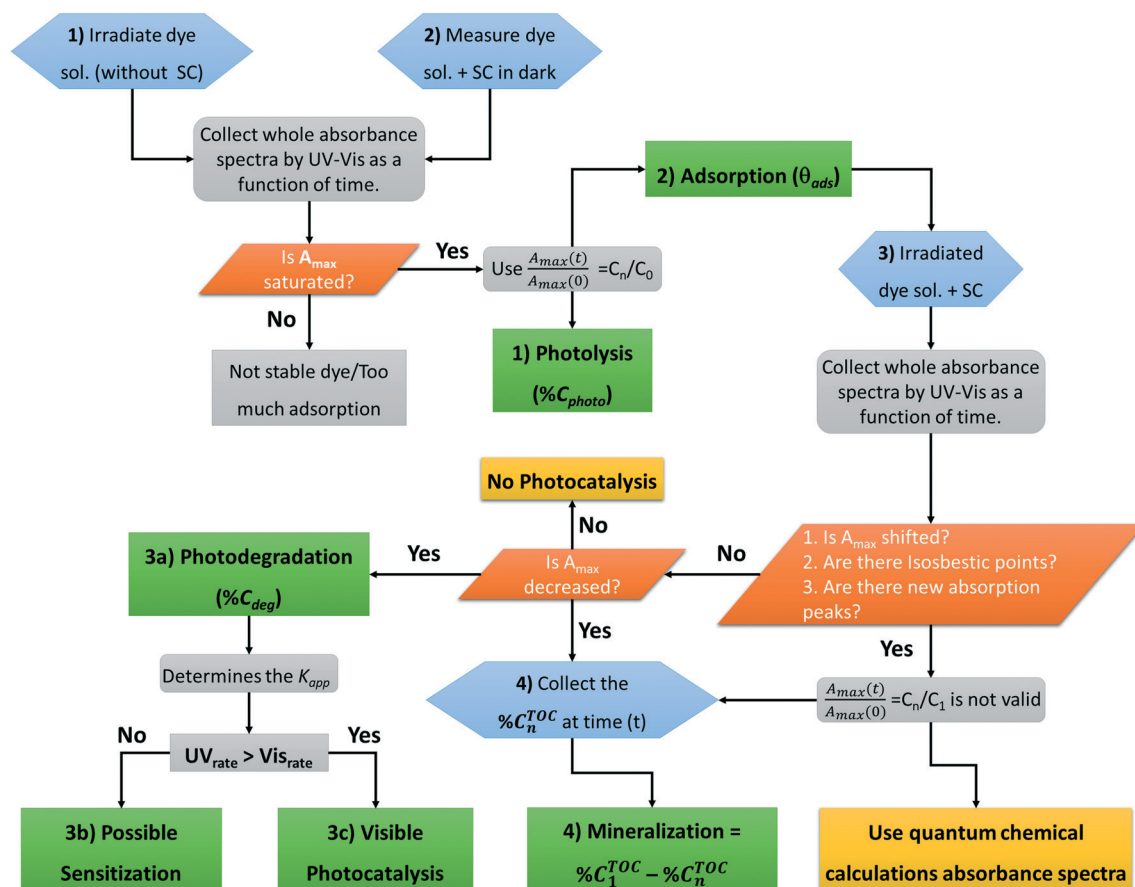 1) Irradiate dye
sol. (without SC)
2) Measure dye
sol. + SC in dark
Collect whole absorbance
spectra by UV-Vis as a
function of time.
2) Adsorption (θads)
Is Amax
saturated?
Yes
Use Amax(t)/Amax(0) =Cn/C0
3) Irradiated
dye sol. + SC
No
Not stable dye/Too
much adsorption
1) Photolysis
(%Cphoto)
Collect whole absorbance
spectra by UV-Vis as a
function of time.
No Photocatalysis
No
3a) Photodegradation
(%Cdeg)
Yes
Is Amax
decreased?
No
1. Is Amax shifted?
2. Are there Isosbestic points?
3. Are there new absorption
peaks?
Yes
Yes
Determines the Kapp
4) Collect the
%CnTOC at time (t)
Amax(t)/Amax(0) =Cn/C1 is not valid
No
UVrate > Visrate
Yes
3b) Possible
Sensitization
3c) Visible
Photocatalysis
4) Mineralization =
%C1TOC – %CnTOC
Use quantum chemical
calculations absorbance spectra